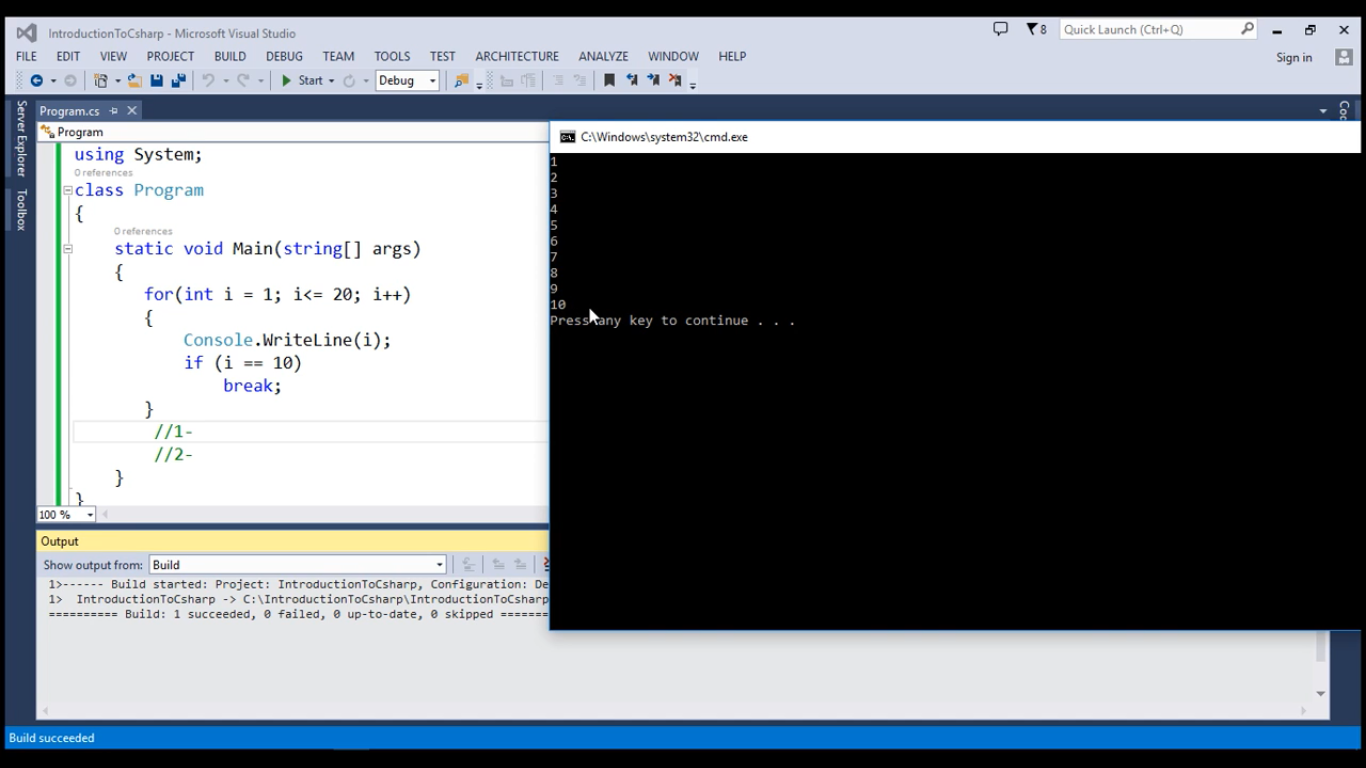 IntroductionToCsharp - Microsoft Visual Studio
8
Quick Launch (Ctrl+Q)
FILE EDIT VIEW PROJECT BUILD DEBUG TEAM TOOLS TEST ARCHITECTURE ANALYZE WINDOW HELP
Sign in
Start
Debug
Server Explorer
Toolbox
Program.cs
Program
using System;
0 references
class Program
{
0 references
static void Main(string[] args)
{
for(int i = 1; i<= 20; i++)
{
Console.WriteLine(i);
if (i == 10)
break;
}
//1-
//2-
}
}
100 %
C:\Windows\system32\cmd.exe
1
2
3
4
5
6
7
8
9
10
Press any key to continue . . .
Output
Show output from: Build
1>------ Build started: Project: IntroductionToCsharp, Configuration: De
1> IntroductionToCsharp -> C:\IntroductionToCsharp\IntroductionToCsharp
========== Build: 1 succeeded, 0 failed, 0 up-to-date, 0 skipped =======
Build succeeded